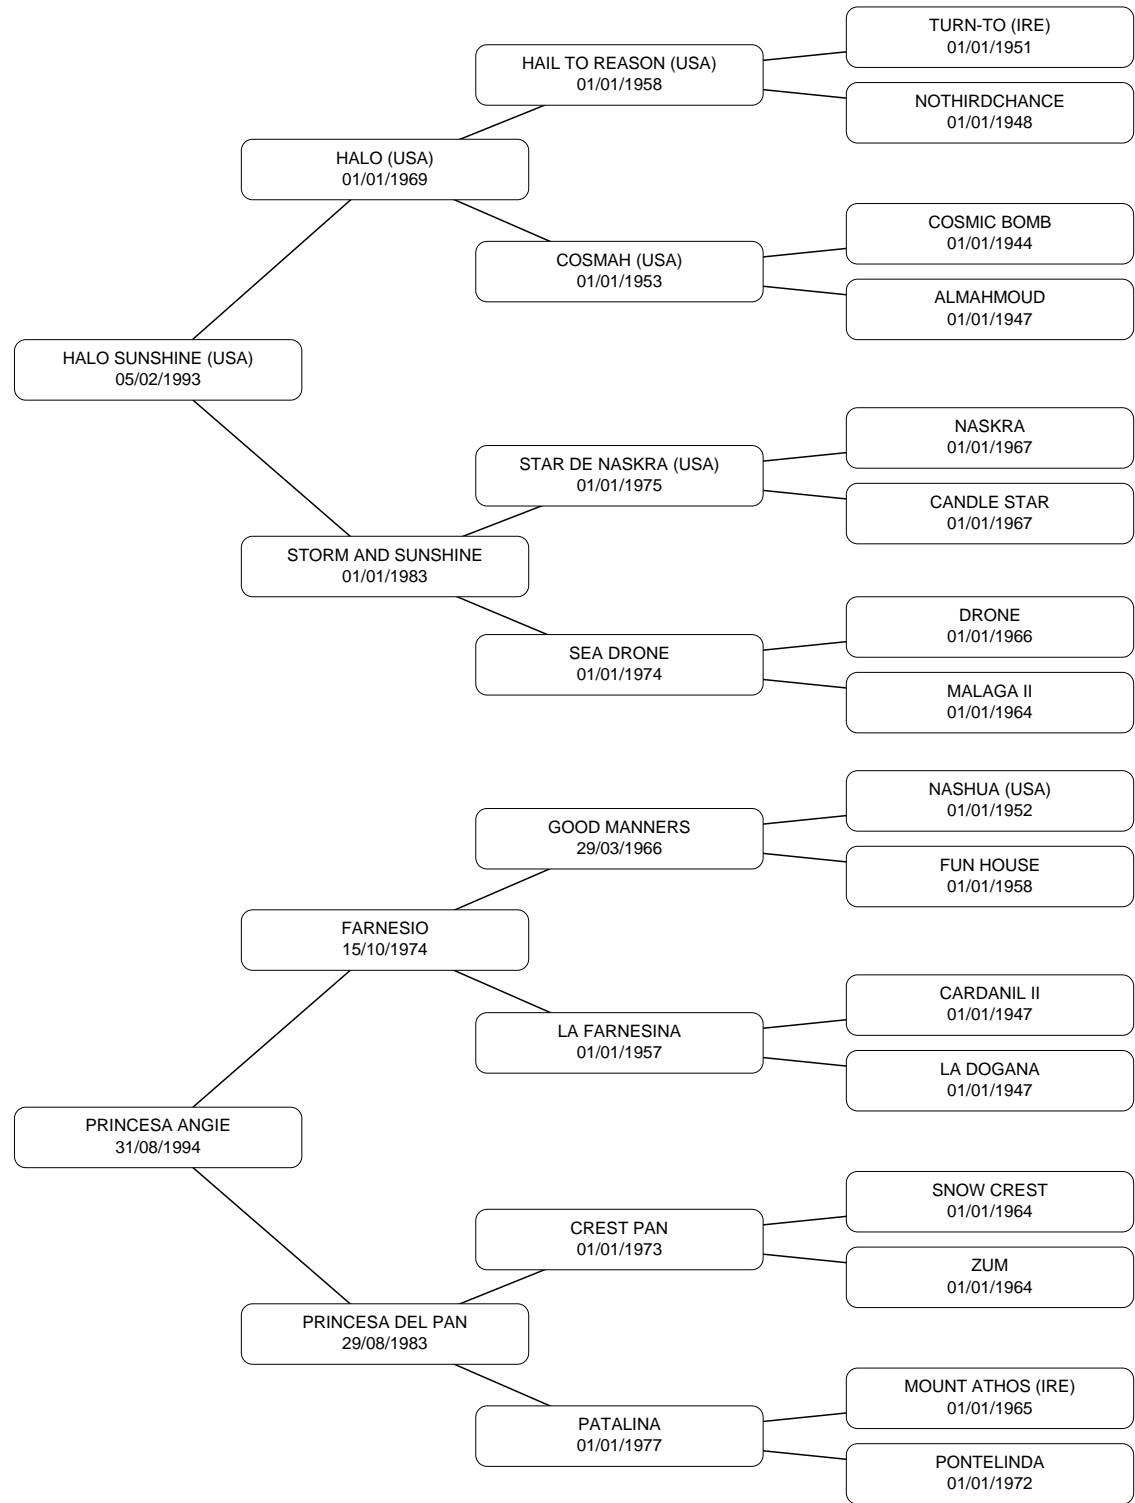 TURN-TO (IRE)
01/01/1951
HAIL TO REASON (USA)
01/01/1958
NOTHIRDCHANCE
01/01/1948
HALO (USA)
01/01/1969
COSMIC BOMB
01/01/1944
COSMAH (USA)
01/01/1953
ALMAHMOUD
01/01/1947
HALO SUNSHINE (USA)
05/02/1993
NASKRA
01/01/1967
STAR DE NASKRA (USA)
01/01/1975
CANDLE STAR
01/01/1967
STORM AND SUNSHINE
01/01/1983
DRONE
01/01/1966
SEA DRONE
01/01/1974
MALAGA II
01/01/1964
NASHUA (USA)
01/01/1952
GOOD MANNERS
29/03/1966
FUN HOUSE
01/01/1958
FARNESIO
15/10/1974
CARDANIL II
01/01/1947
LA FARNESINA
01/01/1957
LA DOGANA
01/01/1947
PRINCESA ANGIE
31/08/1994
SNOW CREST
01/01/1964
CREST PAN
01/01/1973
ZUM
01/01/1964
PRINCESA DEL PAN
29/08/1983
MOUNT ATHOS (IRE)
01/01/1965
PATALINA
01/01/1977
PONTELINDA
01/01/1972